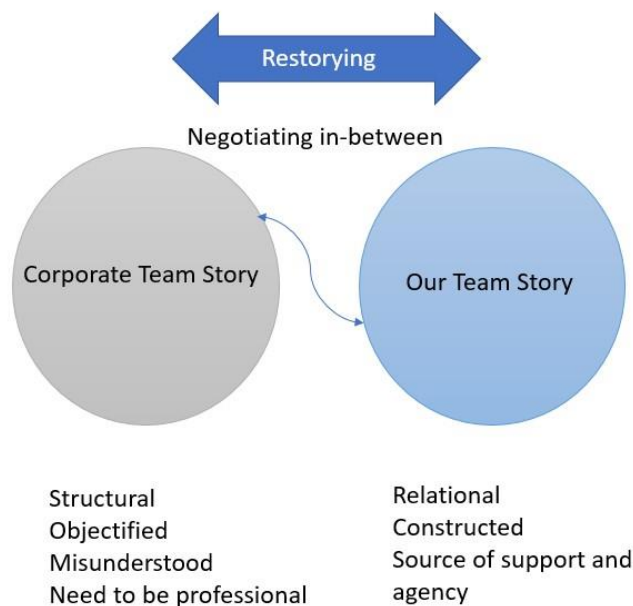 Restorying
Negotiating in-between
Corporate Team Story
Our Team Story
Structural
Objectified
Misunderstood
Need to be professional
Relational
Constructed
Source of support and
agency